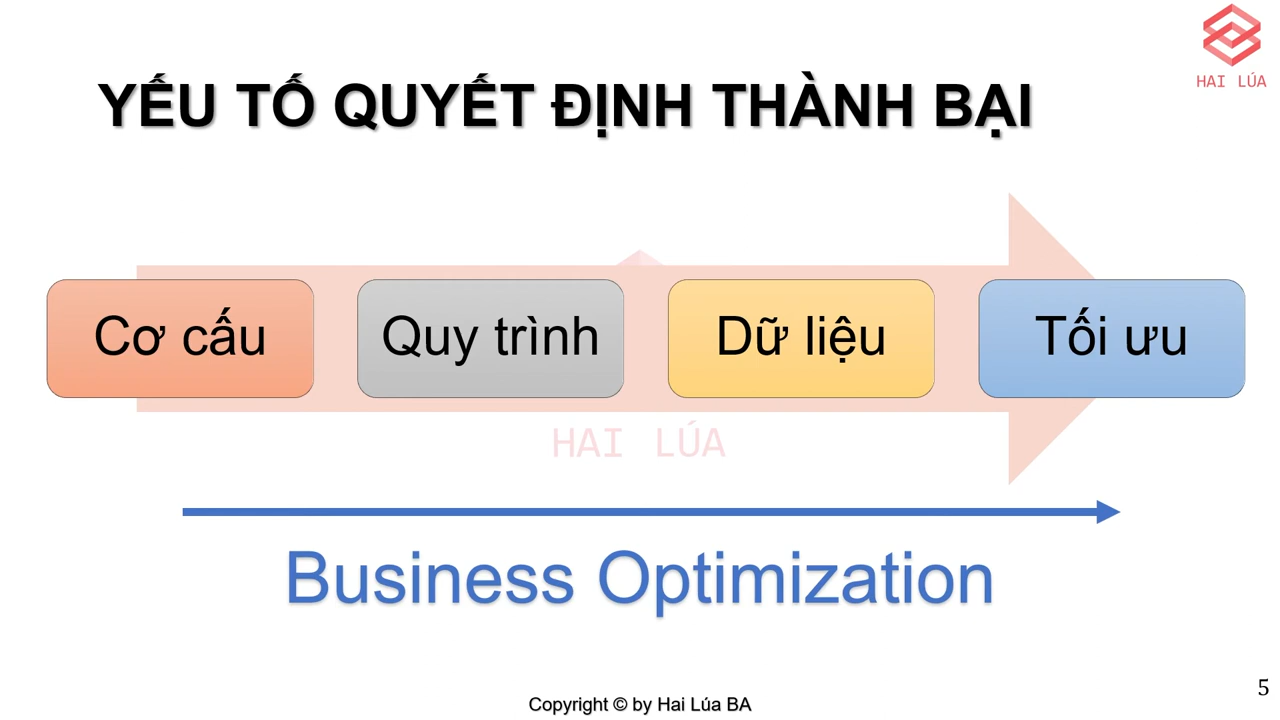 HAI LÚA
YẾU TỐ QUYẾT ĐỊNH THÀNH BẠI
Cơ cấu
Quy trình
Dữ liệu
Tối ưu
HAI LÚA
Business Optimization
Copyright © by Hai Lúa BA
5